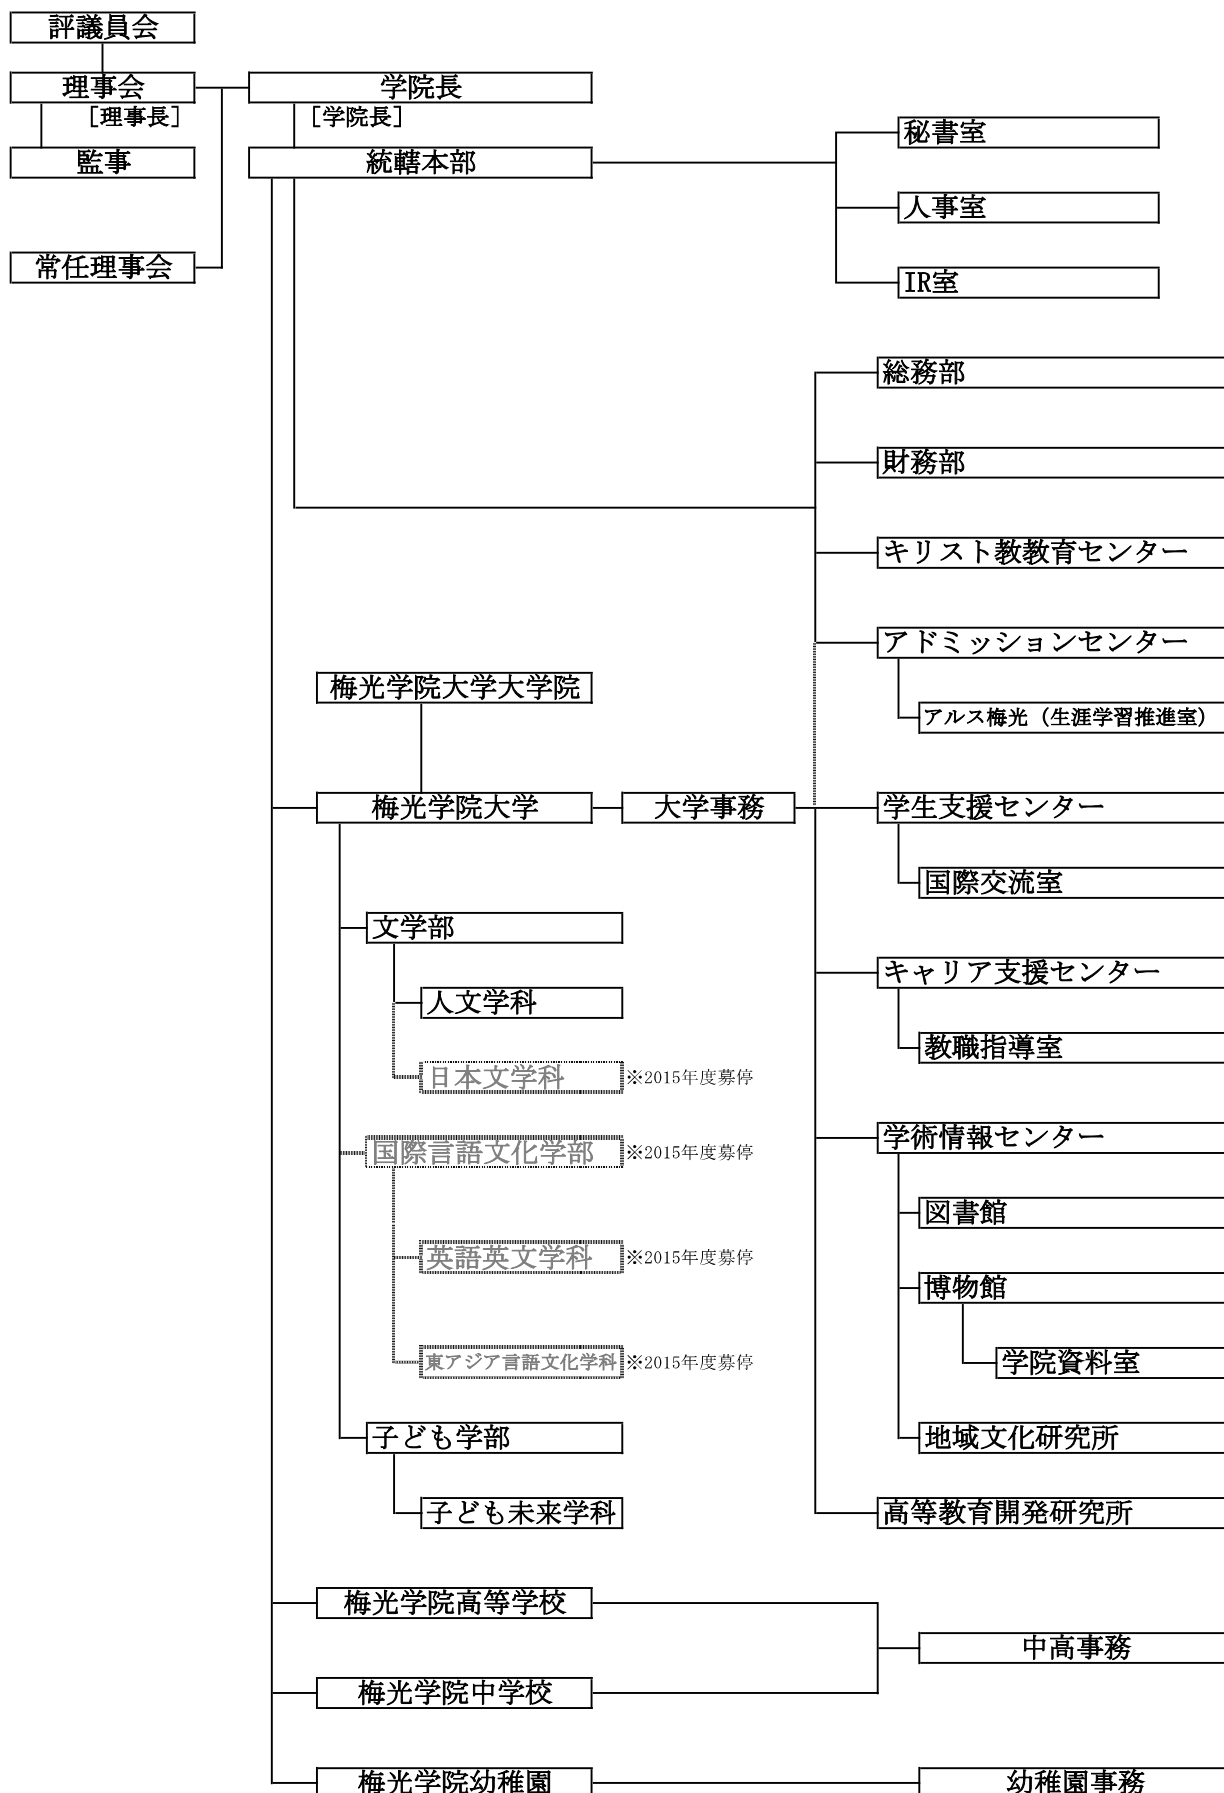 評議員会
理事会
[理事長]
監事
常任理事会
学院長
[学院長]
統轄本部
秘書室
人事室
IR室
総務部
財務部
キリスト教教育センター
アドミッションセンター
アルス梅光（生涯学習推進室）
梅光学院大学大学院
梅光学院大学
大学事務
学生支援センター
国際交流室
キャリア支援センター
教職指導室
学術情報センター
図書館
博物館
学院資料室
地域文化研究所
高等教育開発研究所
文学部
人文学科
日本文学科
※2015年度募停
国際言語文化学部
※2015年度募停
英語英文学科
※2015年度募停
東アジア言語文化学科
※2015年度募停
子ども学部
子ども未来学科
梅光学院高等学校
梅光学院中学校
中高事務
梅光学院幼稚園
幼稚園事務